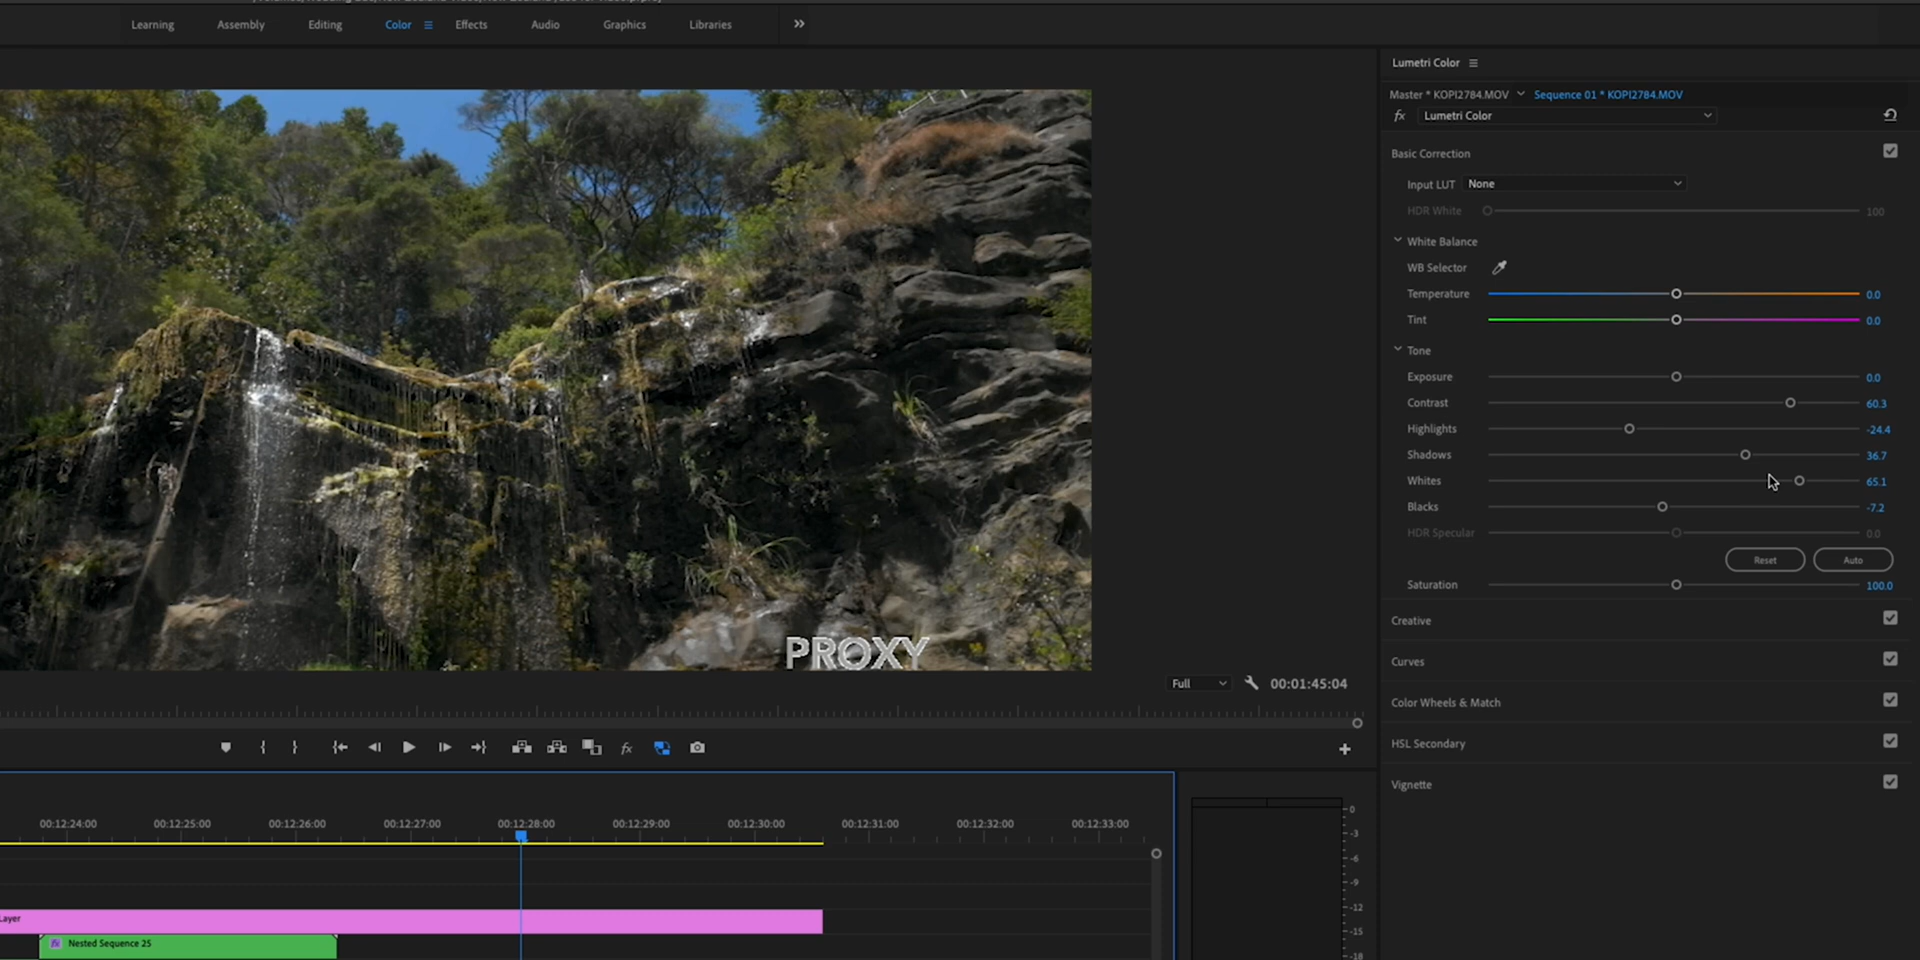 Learning Assembly Editing Color Effects Audio Graphics Libraries
Lumetri Color
Master * KOPI2784.MOV Sequence 01 * KOPI2784.MOV
fx Lumetri Color
Basic Correction
Input LUT None
HDR White 100
White Balance
WB Selector
Temperature 0.0
Tint 0.0
Tone
Exposure 0.0
Contrast 60.3
Highlights -24.4
Shadows 36.7
Whites 65.1
Blacks -7.2
HDR Specular 0.0
Reset Auto
Saturation 100.0
Creative
Curves
Color Wheels & Match
HSL Secondary
Vignette
PROXY
Full 00:01:45:04
fx
00:12:24:00 00:12:25:00 00:12:26:00 00:12:27:00 00:12:28:00 00:12:29:00 00:12:30:00 00:12:31:00 00:12:32:00 00:12:33:00
Layer
fx Nested Sequence 25
0
-3
-6
-9
-12
-15
-18